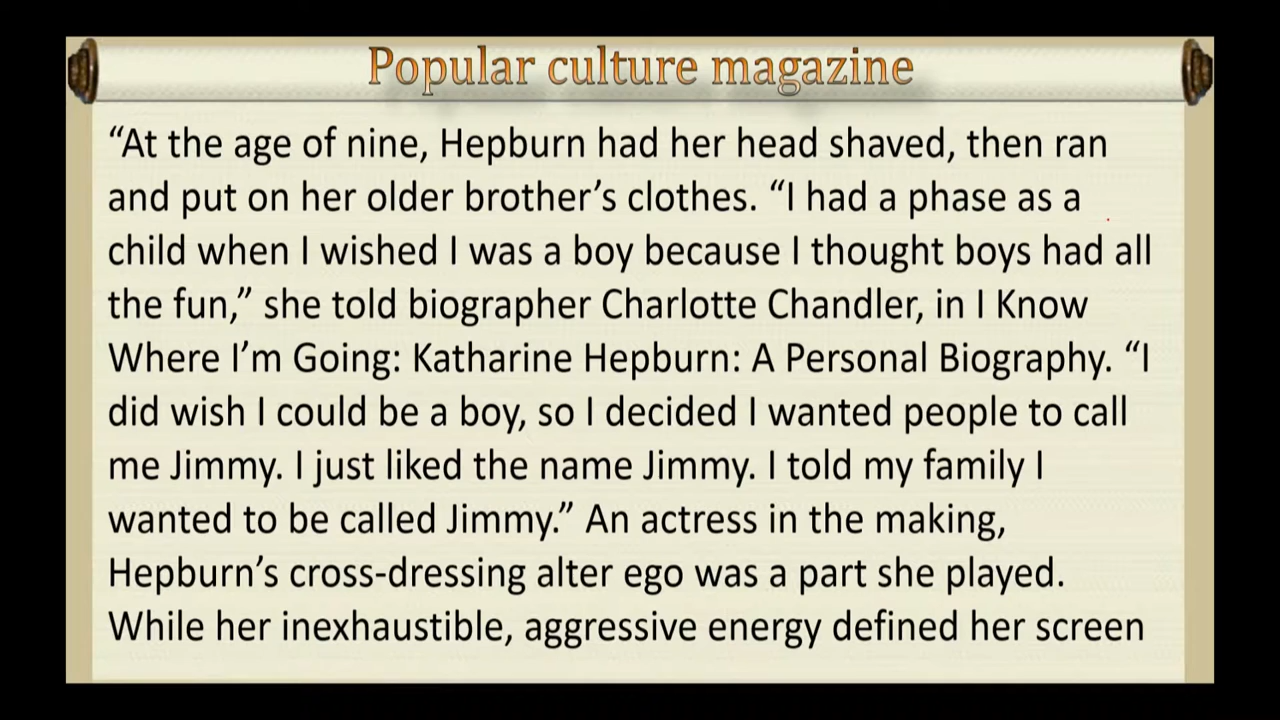 Popular culture magazine
“At the age of nine, Hepburn had her head shaved, then ran
and put on her older brother’s clothes. “I had a phase as a
child when I wished I was a boy because I thought boys had all
the fun,” she told biographer Charlotte Chandler, in I Know
Where I’m Going: Katharine Hepburn: A Personal Biography. “I
did wish I could be a boy, so I decided I wanted people to call
me Jimmy. I just liked the name Jimmy. I told my family I
wanted to be called Jimmy.” An actress in the making,
Hepburn’s cross-dressing alter ego was a part she played.
While her inexhaustible, aggressive energy defined her screen